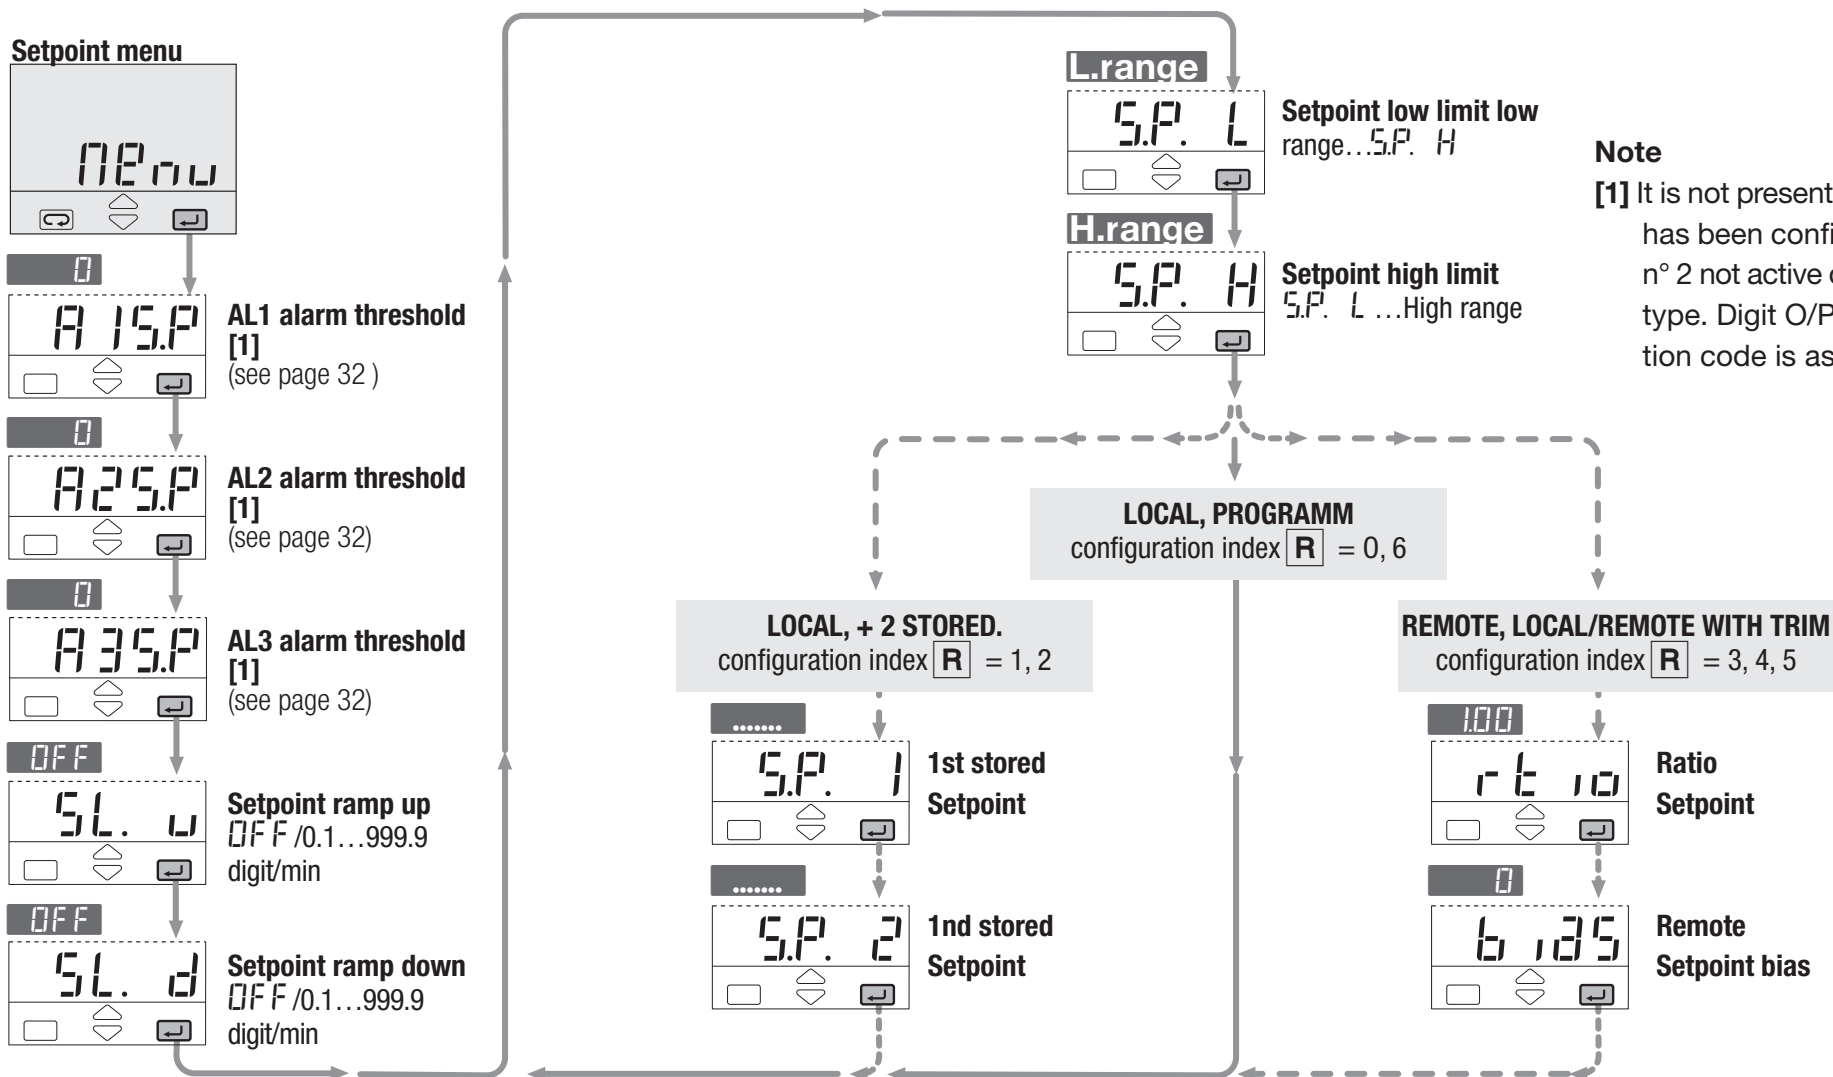 Setpoint menu
MEnu
0
A1S.P
AL1 alarm threshold
[1]
(see page 32 )
0
A2S.P
AL2 alarm threshold
[1]
(see page 32)
0
A3S.P
AL3 alarm threshold
[1]
(see page 32)
OFF
SL. u
Setpoint ramp up
OFF /0.1…999.9
digit/min
OFF
SL. d
Setpoint ramp down
OFF /0.1…999.9
digit/min
L.range
S.P. L
Setpoint low limit low
range…S.P. H
H.range
S.P. H
Setpoint high limit
S.P. L …High range
LOCAL, PROGRAMM
configuration index R = 0, 6
LOCAL, + 2 STORED.
configuration index R = 1, 2
.......
S.P. 1
1st stored
Setpoint
.......
S.P. 2
1nd stored
Setpoint
REMOTE, LOCAL/REMOTE WITH TRIM
configuration index R = 3, 4, 5
1.00
rtio
Ratio
Setpoint
0
bias
Remote
Setpoint bias
Note
[1] It is not present
has been confi
n° 2 not active
type. Digit O/P
tion code is as